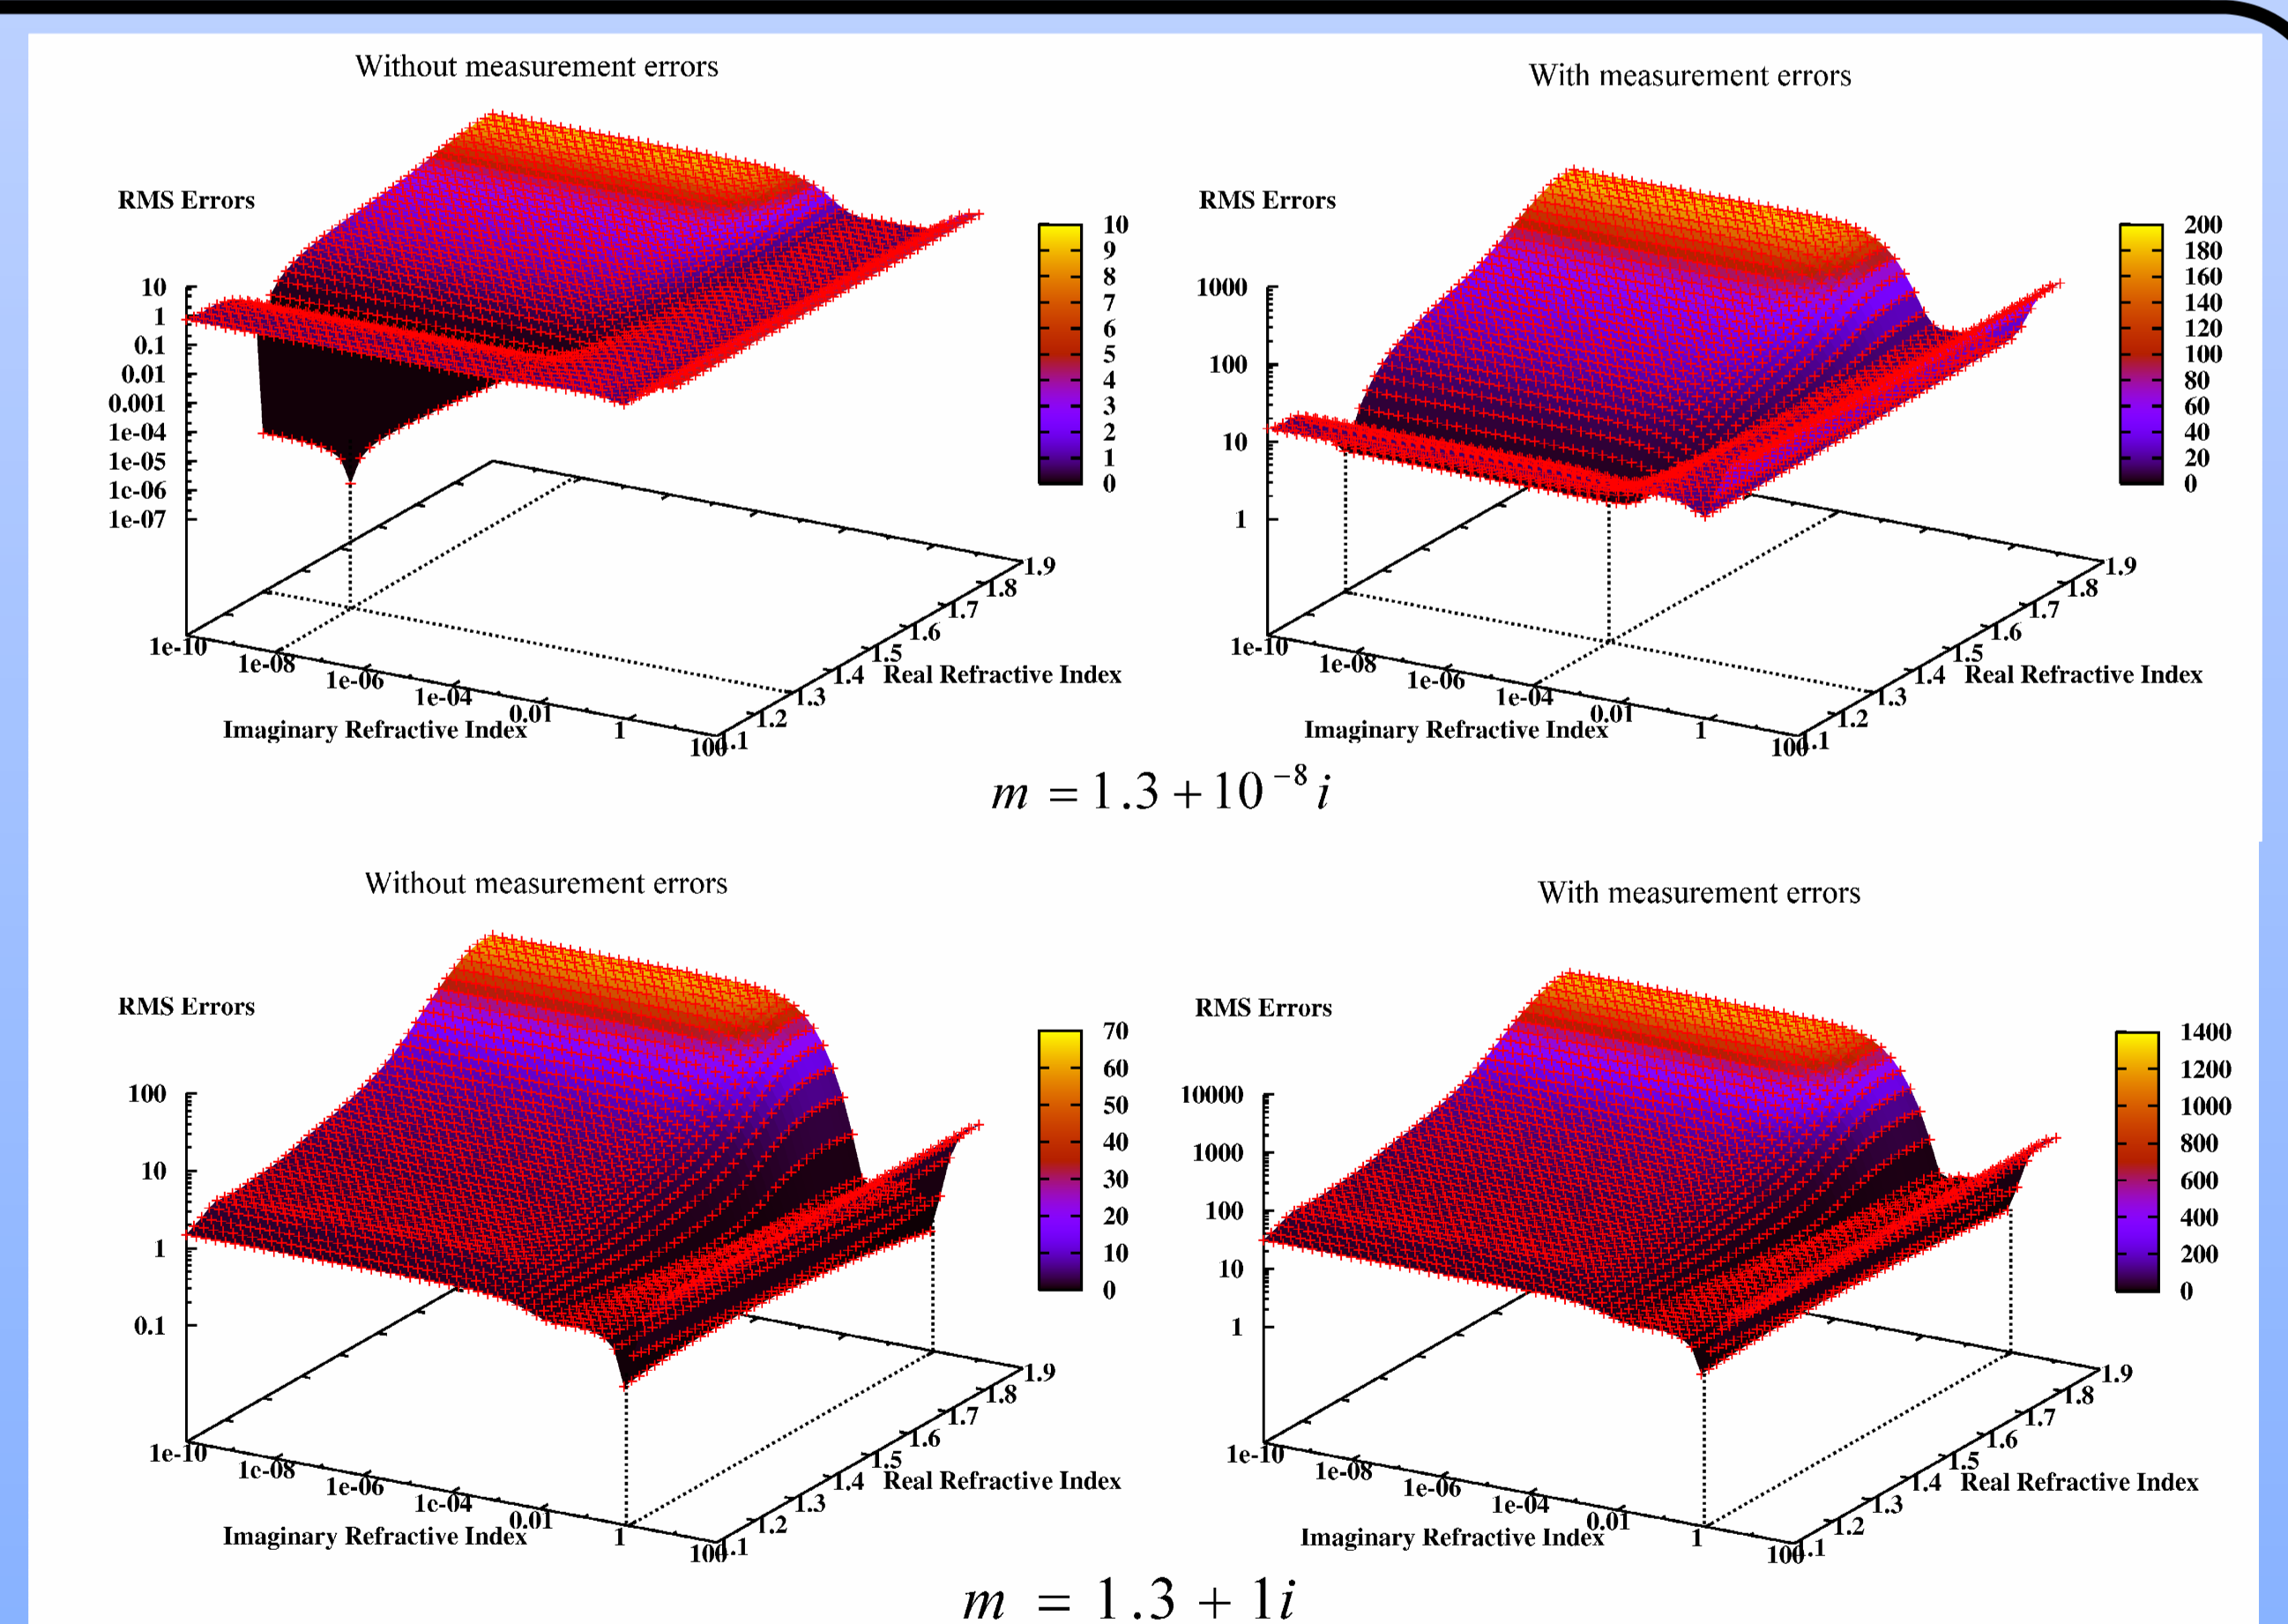 Without measurement errors
With measurement errors
RMS Errors
10
1
0.1
0.01
0.001
1e-04
1e-05
1e-06
1e-07
10
9
8
7
6
5
4
3
2
1
0
1e-10
1e-08
1e-06
1e-04
0.01
1
100
1.1
1.2
1.3
1.4
1.5
1.6
1.7
1.8
1.9
Real Refractive Index
Imaginary Refractive Index
RMS Errors
1000
100
10
1
200
180
160
140
120
100
80
60
40
20
0
1e-10
1e-08
1e-06
1e-04
0.01
1
100
1.1
1.2
1.3
1.4
1.5
1.6
1.7
1.8
1.9
Real Refractive Index
Imaginary Refractive Index
m = 1.3 + 10⁻⁸ i
Without measurement errors
With measurement errors
RMS Errors
100
10
1
0.1
70
60
50
40
30
20
10
0
1e-10
1e-08
1e-06
1e-04
0.01
1
100
1.1
1.2
1.3
1.4
1.5
1.6
1.7
1.8
1.9
Real Refractive Index
Imaginary Refractive Index
RMS Errors
10000
1000
100
10
1
1400
1200
1000
800
600
400
200
0
1e-10
1e-08
1e-06
1e-04
0.01
1
100
1.1
1.2
1.3
1.4
1.5
1.6
1.7
1.8
1.9
Real Refractive Index
Imaginary Refractive Index
m = 1.3 + 1i